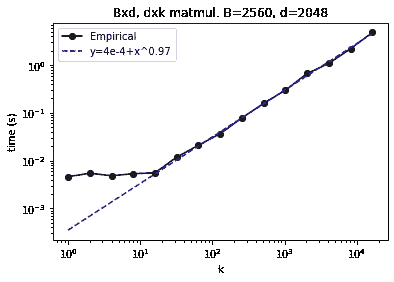 Bxd, dxk matmul. B=2560, d=2048
Empirical
y=4e-4+x^0.97
time (s)
10⁰
10⁻¹
10⁻²
10⁻³
10⁰ 10¹ 10² 10³ 10⁴
k